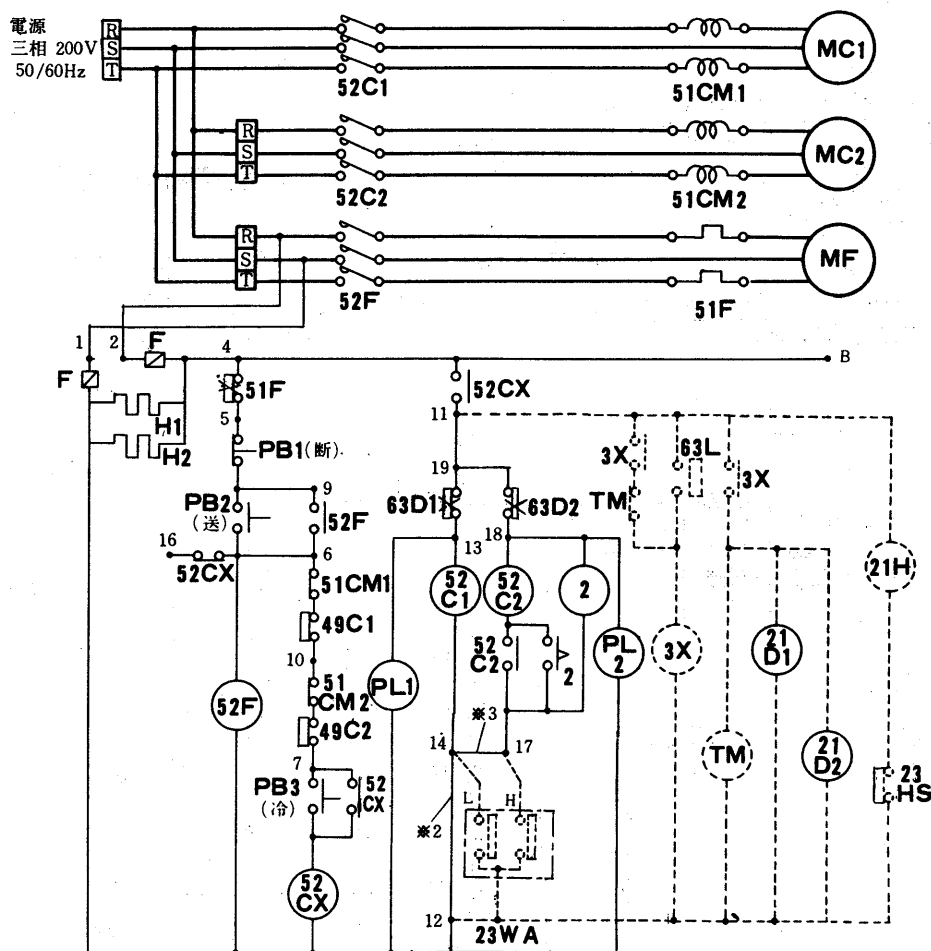 電源
三相 200V
50/60Hz
R
S
T
52C1
51CM1
MC1
R
S
T
52C2
51CM2
MC2
R
S
T
52F
51F
MF
1
2
F
4
B
F
51F
52CX
H1
H2
5
11
PB1(断)
3X
63L
3X
19
TM
9
63D1
63D2
PB2
(送)
52F
16
13
18
52CX
6
21H
51CM1
52
C1
52
C2
2
49C1
52
C2
2
PL
2
3X
21
D1
10
PL1
51
CM2
52F
49C2
※3
TM
21
D2
14
17
7
23
HS
PB3
(冷)
52
CX
L
H
※2
52
CX
12
23WA